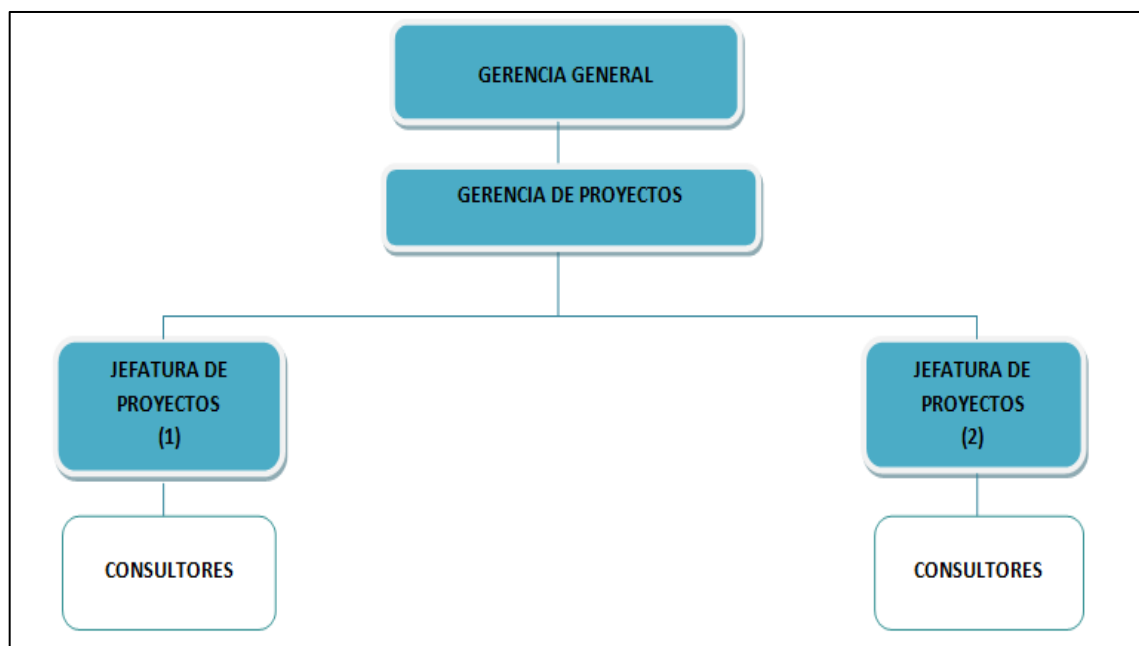 GERENCIA GENERAL
GERENCIA DE PROYECTOS
JEFATURA DE
PROYECTOS
(1)
JEFATURA DE
PROYECTOS
(2)
CONSULTORES
CONSULTORES